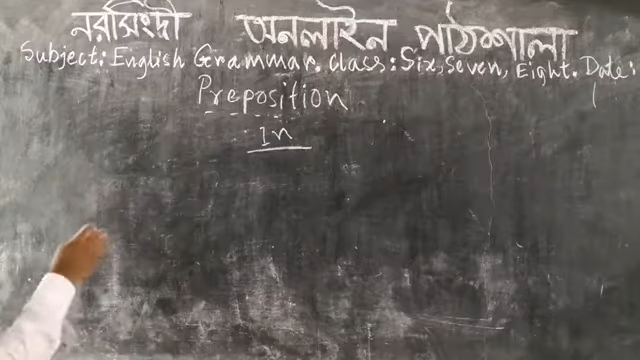 নরসিংদী অনলাইন পাঠশালা
Subject: English Grammar. Class: Six, Seven, Eight. Date:
Preposition
In